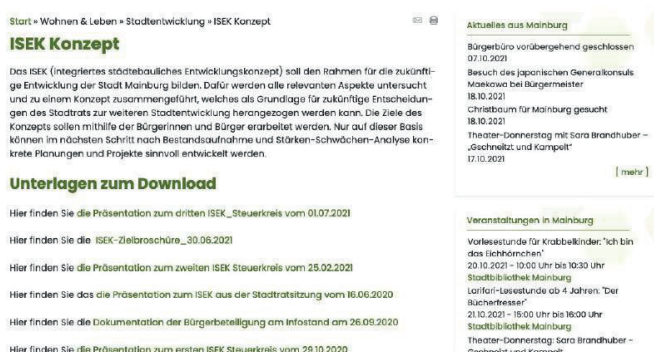 Start » Wohnen & Leben » Stadtentwicklung » ISEK Konzept
ISEK Konzept
Das ISEK (integriertes städtebauliches Entwicklungskonzept) soll den Rahmen für die zukünfti-
ge Entwicklung der Stadt Mainburg bilden. Dafür werden alle relevanten Aspekte untersucht
und zu einem Konzept zusammengeführt, welches als Grundlage für zukünftige Entscheidun-
gen des Stadtrats zur weiteren Stadtentwicklung herangezogen werden kann. Die Ziele des
Konzepts sollen mithilfe der Bürgerinnen und Bürger erarbeitet werden. Nur auf dieser Basis
können im nächsten Schritt nach Bestandsaufnahme und Stärken-Schwächen-Analyse kon-
krete Planungen und Projekte sinnvoll entwickelt werden.
Unterlagen zum Download
Hier finden Sie die Präsentation zum dritten ISEK_Steuerkreis vom 01.07.2021
Hier finden Sie die ISEK-Zielbroschüre_30.06.2021
Hier finden Sie die Präsentation zum zweiten ISEK Steuerkreis vom 25.02.2021
Hier finden Sie das die Präsentation zum ISEK aus der Stadtratsitzung vom 16.06.2020
Hier finden Sie die Dokumentation der Bürgerbeteiligung am Infostand am 26.09.2020
Hier finden Sie die Präsentation zum ersten ISEK Steuerkreis vom 29.10.2020
Aktuelles aus Mainburg
Bürgerbüro vorübergehend geschlossen
07.10.2021
Besuch des japanischen Generalkonsuls
Maekawa bei Bürgermeister
18.10.2021
Christbaum für Mainburg gesucht
18.10.2021
Theater-Donnerstag mit Sara Brandhuber –
„Gschneitzt und Kampelt"
17.10.2021
[ mehr ]
Veranstaltungen in Mainburg
Vorlesestunde für Krabbelkinder: "Ich bin
das Eichhörnchen"
20.10.2021 – 10:00 Uhr bis 10:30 Uhr
Stadtbibliothek Mainburg
Larifari-Lesestunde ab 4 Jahren: "Der
Bücherfresser"
21.10.2021 – 15:00 Uhr bis 16:00 Uhr
Stadtbibliothek Mainburg
Theater-Donnerstag: Sara Brandhuber –
Gschneizt und Kampelt